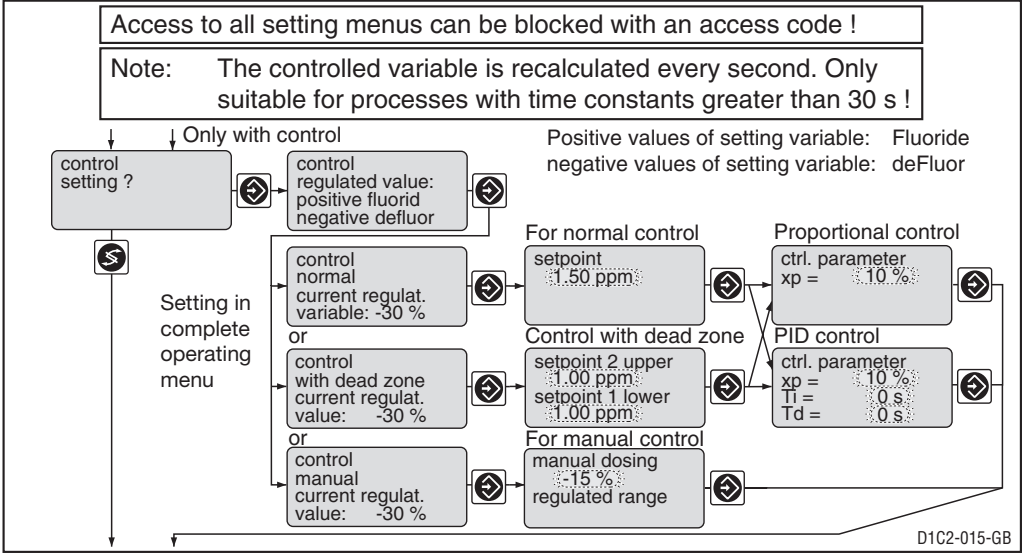 Access to all setting menus can be blocked with an access code !
Note: The controlled variable is recalculated every second. Only
suitable for processes with time constants greater than 30 s !
Only with control
Positive values of setting variable: Fluoride
negative values of setting variable: deFluor
control
setting ?
control
regulated value:
positive fluorid
negative defluor
Setting in
complete
operating
menu
control
normal
current regulat.
variable: -30 %
For normal control
setpoint
1.50 ppm
Proportional control
ctrl. parameter
xp = 10 %
or
control
with dead zone
current regulat.
value: -30 %
Control with dead zone
setpoint 2 upper
1.00 ppm
setpoint 1 lower
1.00 ppm
PID control
ctrl. parameter
xp = 10 %
Ti = 0 s
Td = 0 s
or
control
manual
current regulat.
value: -30 %
For manual control
manual dosing
-15 %
regulated range
D1C2-015-GB